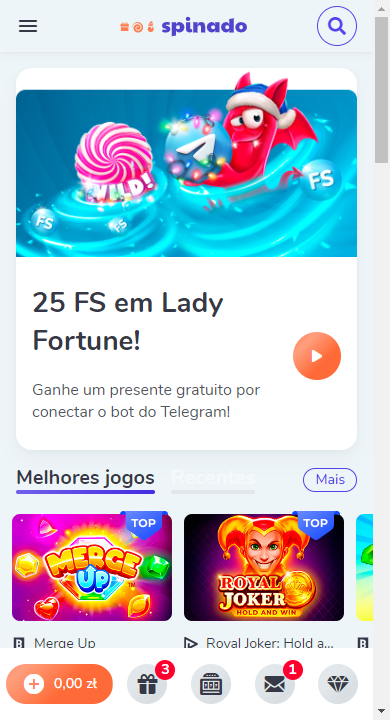 spinado
WILD!
FS
FS
FS
25 FS em Lady
Fortune!
Ganhe um presente gratuito por
conectar o bot do Telegram!
Melhores jogos
Recentes
Mais
TOP
MERGE
UP
TOP
ROYAL
JOKER
HOLD AND WIN
Merge Up
Royal Joker: Hold a...
0,00 zł
3
1